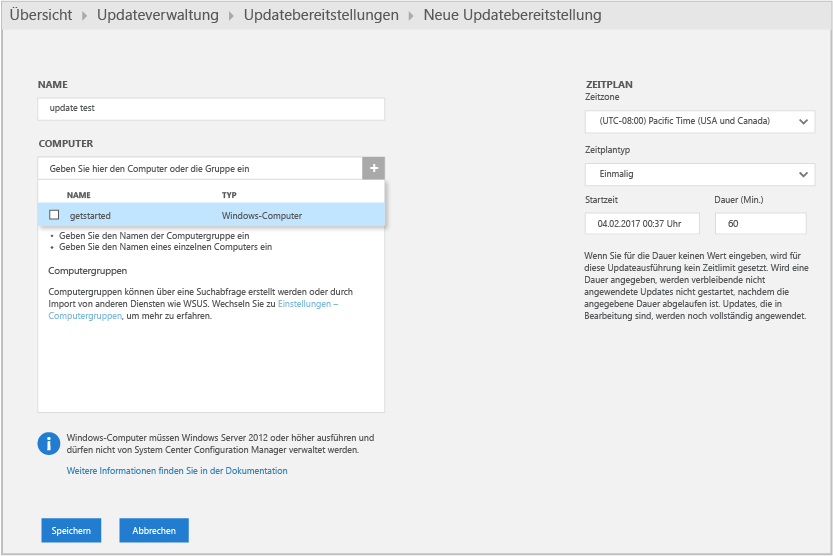 Übersicht ▸ Updateverwaltung ▸ Updatebereitstellungen ▸ Neue Updatebereitstellung
NAME
update test
COMPUTER
Geben Sie hier den Computer oder die Gruppe ein
NAME TYP
getstarted Windows-Computer
• Geben Sie den Namen der Computergruppe ein
• Geben Sie den Namen eines einzelnen Computers ein
Computergruppen
Computergruppen können über eine Suchabfrage erstellt werden oder durch
Import von anderen Diensten wie WSUS. Wechseln Sie zu Einstellungen –
Computergruppen, um mehr zu erfahren.
Windows-Computer müssen Windows Server 2012 oder höher ausführen und
dürfen nicht von System Center Configuration Manager verwaltet werden.
Weitere Informationen finden Sie in der Dokumentation
Speichern Abbrechen
ZEITPLAN
Zeitzone
(UTC-08:00) Pacific Time (USA und Canada)
Zeitplantyp
Einmalig
Startzeit Dauer (Min.)
04.02.2017 00:37 Uhr 60
Wenn Sie für die Dauer keinen Wert eingeben, wird für
diese Updateausführung kein Zeitlimit gesetzt. Wird eine
Dauer angegeben, werden verbleibende nicht
angewendete Updates nicht gestartet, nachdem die
angegebene Dauer abgelaufen ist. Updates, die in
Bearbeitung sind, werden noch vollständig angewendet.